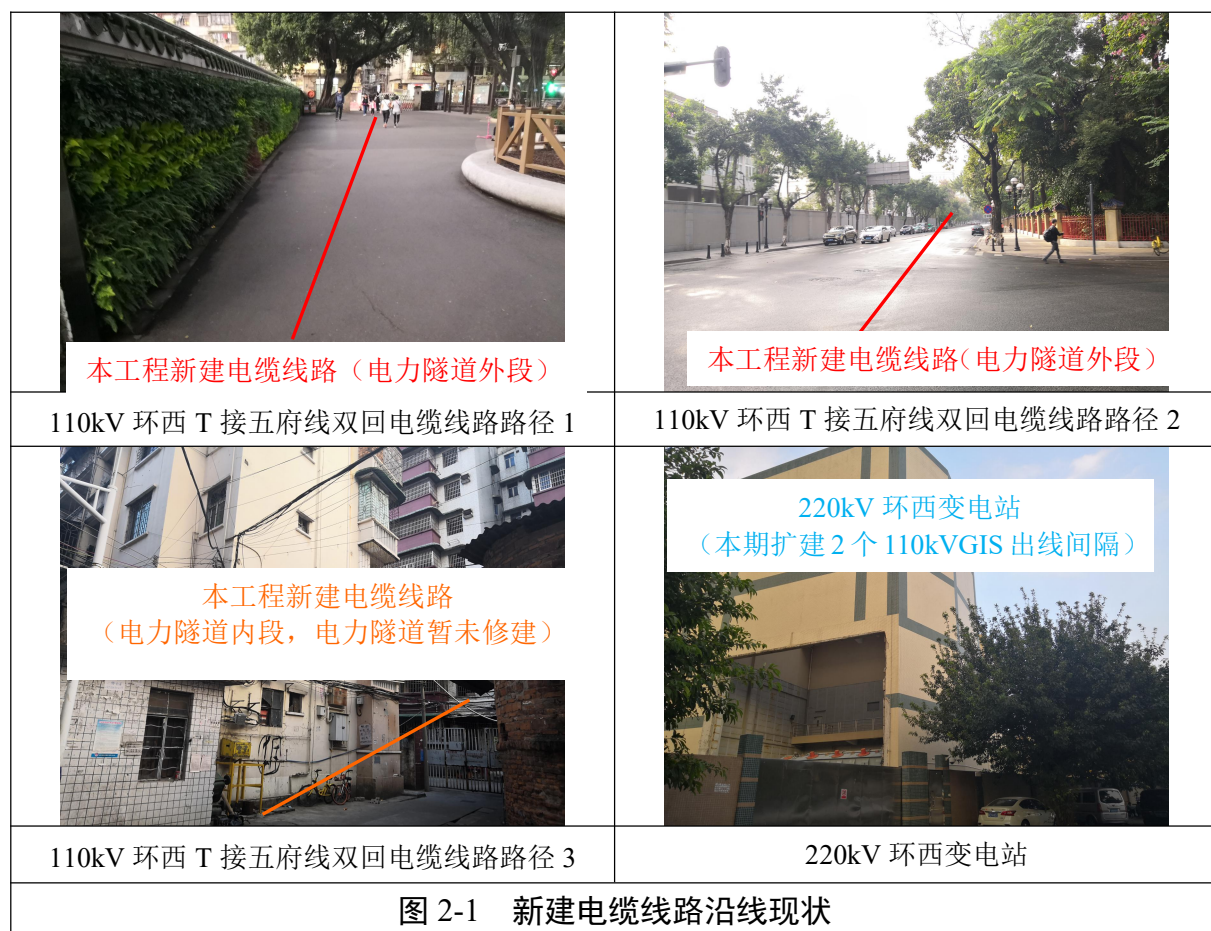 本工程新建电缆线路（电力隧道外段）
本工程新建电缆线路（电力隧道外段）
110kV 环西 T 接五府线双回电缆线路路径 1
110kV 环西 T 接五府线双回电缆线路路径 2
本工程新建电缆线路
（电力隧道内段，电力隧道暂未修建）
220kV 环西变电站
（本期扩建 2 个 110kVGIS 出线间隔）
110kV 环西 T 接五府线双回电缆线路路径 3
220kV 环西变电站
图 2-1 新建电缆线路沿线现状